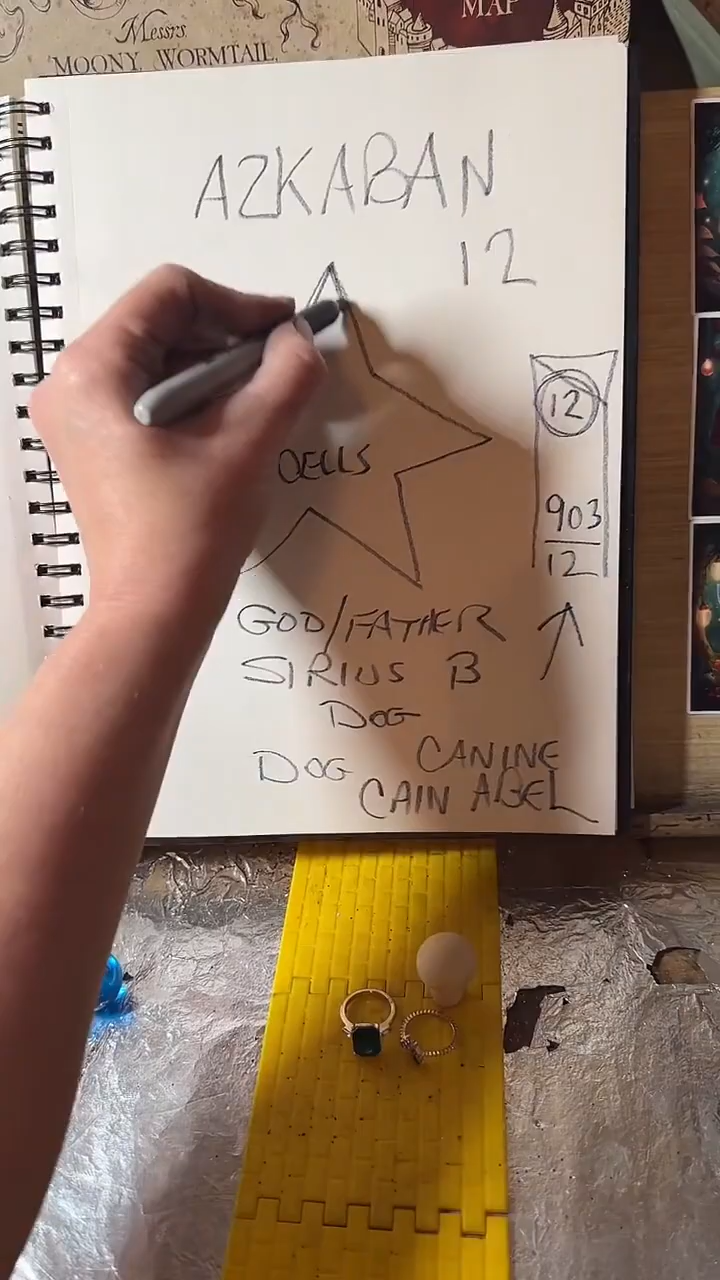 MAP
Messrs
MOONY, WORMTAIL,
AZKABAN
12
12
CELLS
903
12
GOD/FATHER
SIRIUS B
DOG
DOG CANINE
CAIN ABEL